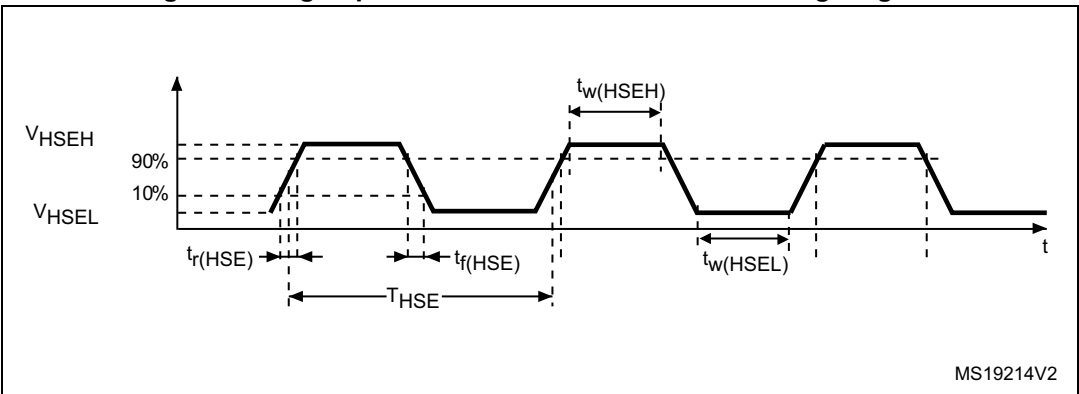 tw(HSEH)
VHSEH
90%
10%
VHSEL
tr(HSE)
tf(HSE)
tw(HSEL)
t
THSE
MS19214V2